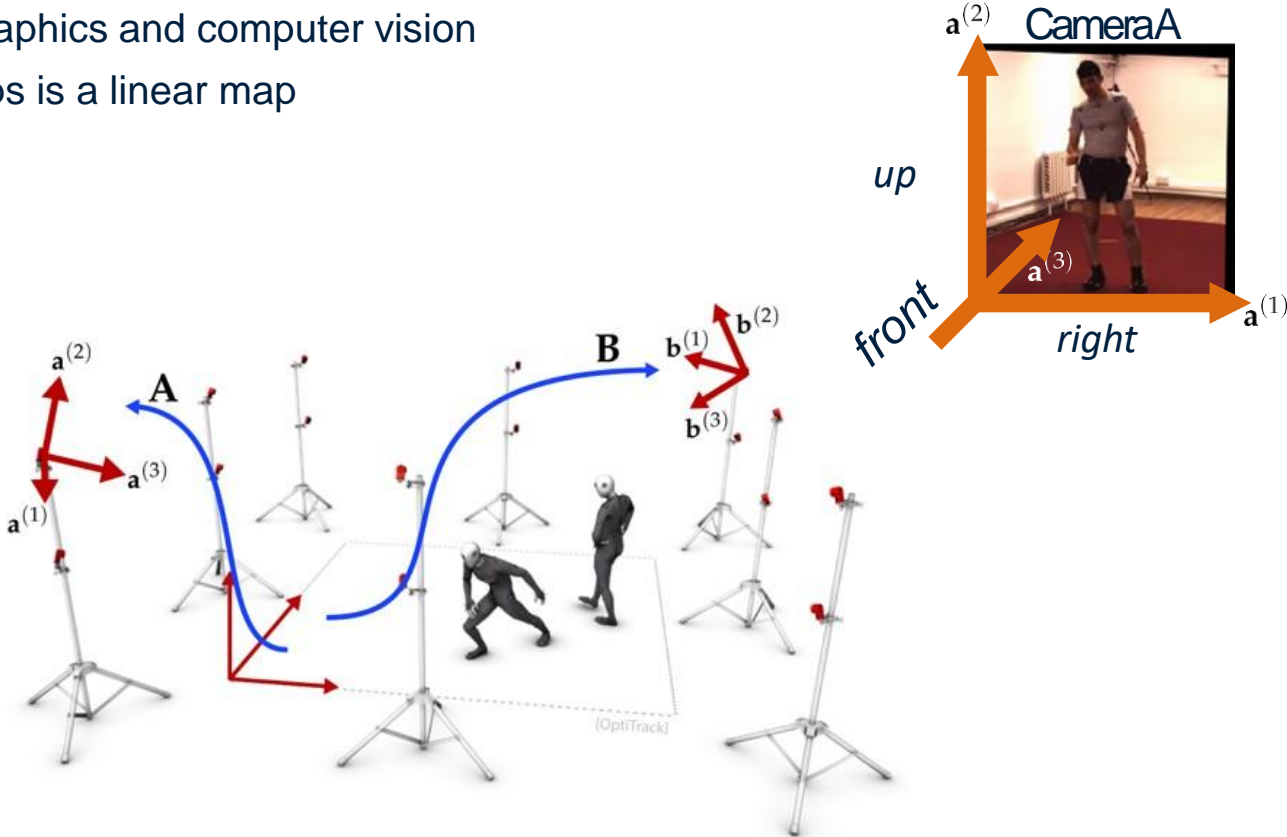 aphics and computer vision
os is a linear map
a(2)
CameraA
up
a(3)
front
right
a(1)
a(2)
A
a(3)
a(1)
B
b(2)
b(1)
b(3)
[OptiTrack]